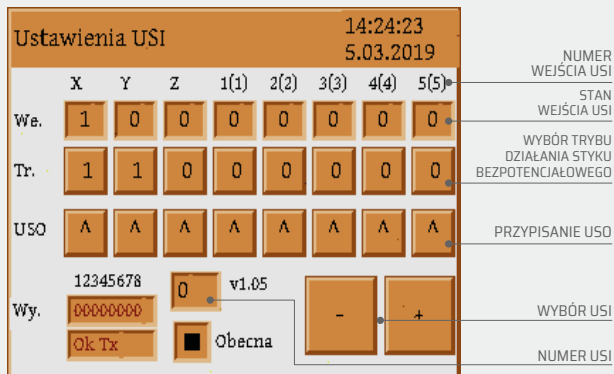 Ustawienia USI
14:24:23
5.03.2019
X Y Z 1(1) 2(2) 3(3) 4(4) 5(5)
We. 1 0 0 0 0 0 0 0
Tr. 1 1 0 0 0 0 0 0
USO ^ ^ ^ ^ ^ ^ ^ ^
12345678 0 v1.05
Wy. 00000000 - +
Ok Tx Obecna
NUMER
WEJŚCIA USI
STAN
WEJŚCIA USI
WYBÓR TRYBU
DZIAŁANIA STYKU
BEZPOTENCJAŁOWEGO
PRZYPISANIE USO
WYBÓR USI
NUMER USI